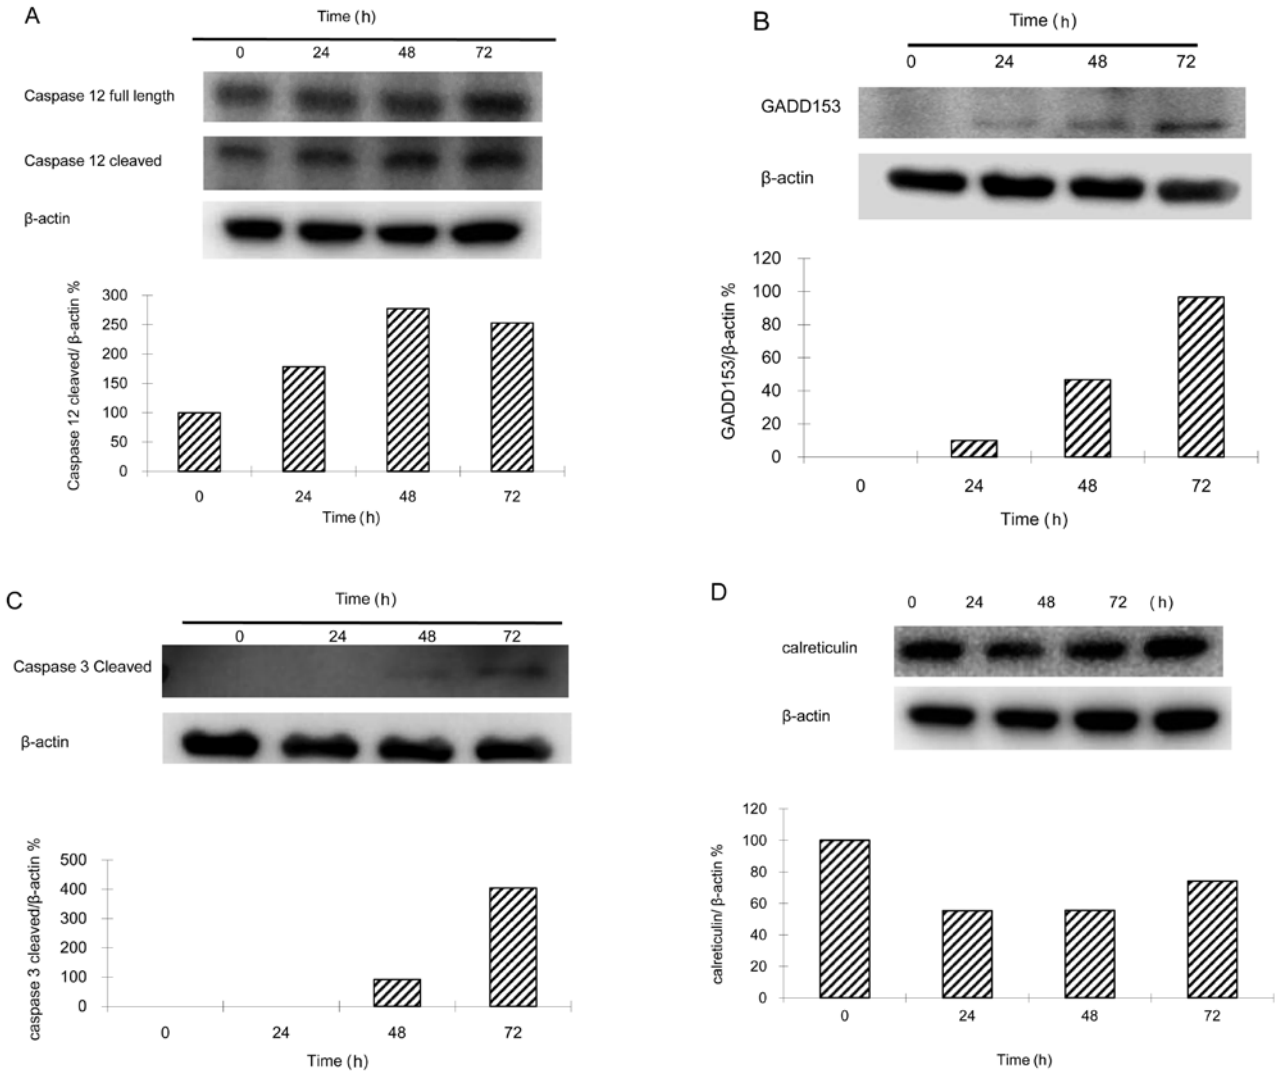 A
Time (h)
0 24 48 72
Caspase 12 full length
Caspase 12 cleaved
β-actin
Caspase 12 cleaved/ β-actin %
300
250
200
150
100
50
0
0 24 48 72
Time (h)
B
Time (h)
0 24 48 72
GADD153
β-actin
GADD153/β-actin %
120
100
80
60
40
20
0
0 24 48 72
Time (h)
C
Time (h)
0 24 48 72
Caspase 3 Cleaved
β-actin
caspase 3 cleaved/β-actin %
500
400
300
200
100
0
0 24 48 72
Time (h)
D
0 24 48 72 (h)
calreticulin
β-actin
calreticulin/ β-actin %
120
100
80
60
40
20
0
0 24 48 72
Time (h)